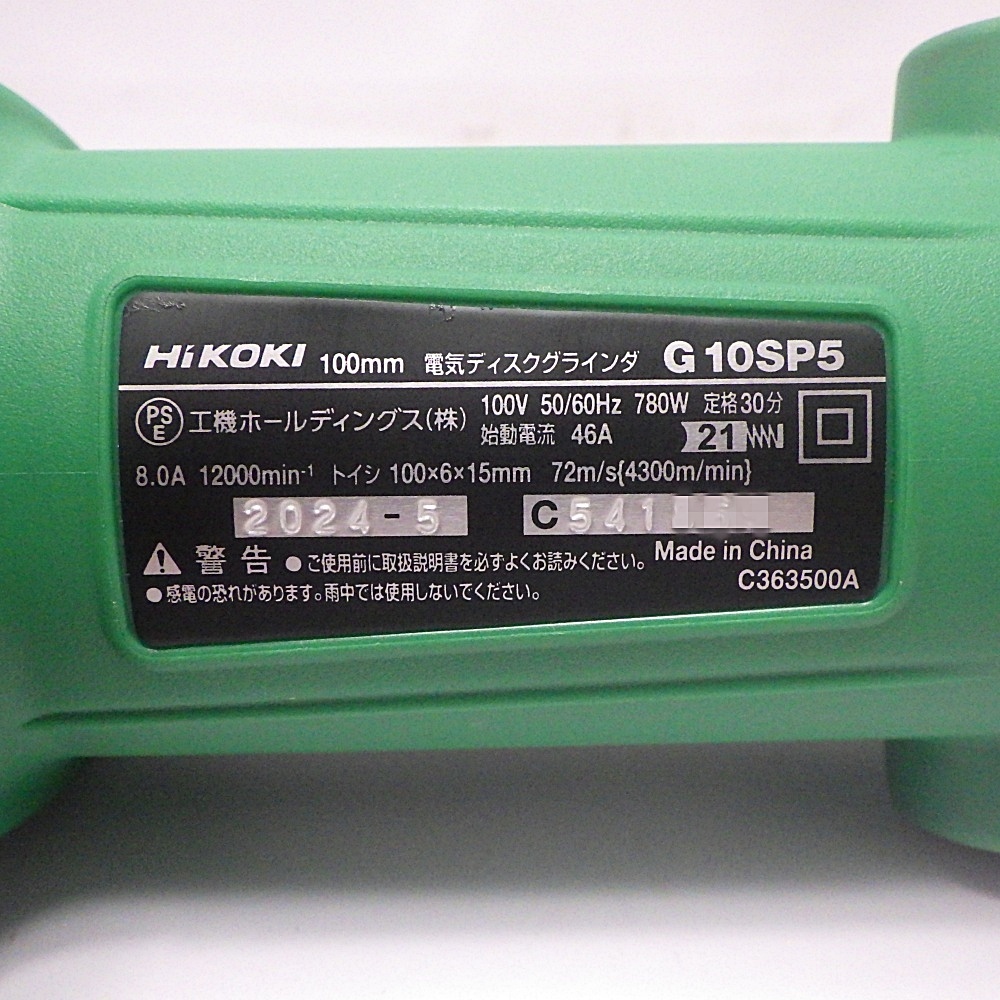 HiKOKI 100mm 電気ディスクグラインダ G10SP5
PSE 工機ホールディングス(株) 100V 50/60Hz 780W 定格30分
始動電流 46A 21
8.0A 12000min-1 トイシ 100×6×15mm 72m/s{4300m/min}
2024-5 C541
警告 ●ご使用前に取扱説明書を必ずよくお読みください。 Made in China
●感電の恐れがあります。雨中では使用しないでください。 C363500A